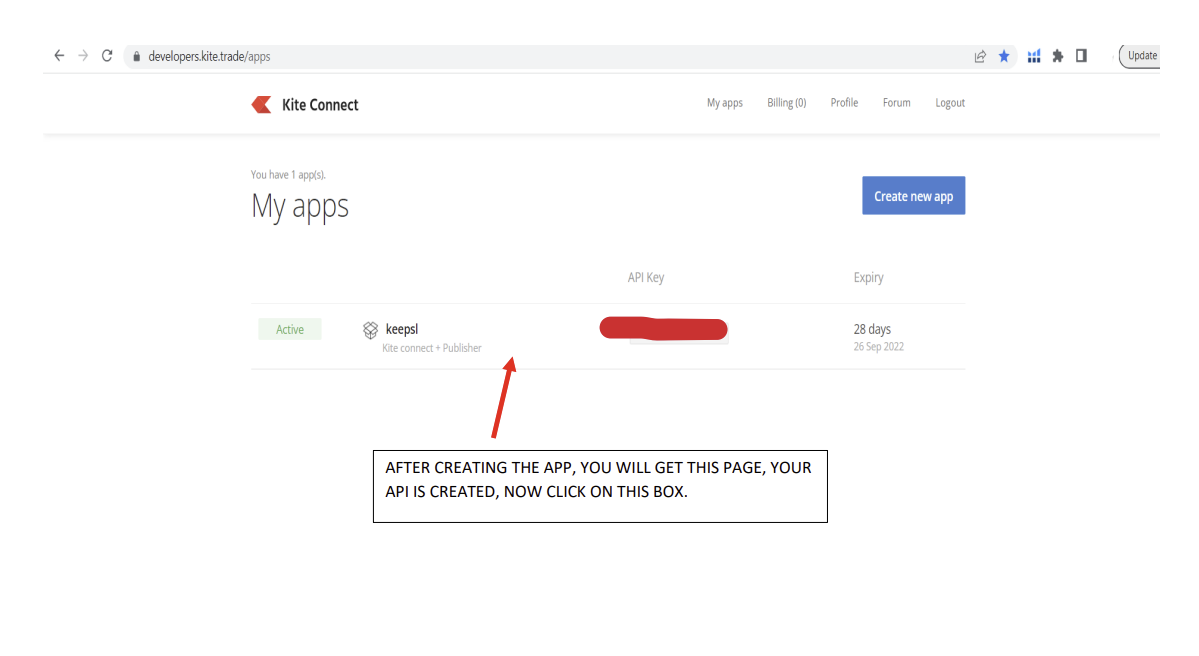 developers.kite.trade/apps
Update
Kite Connect
My apps Billing (0) Profile Forum Logout
You have 1 app(s).
My apps
Create new app
API Key Expiry
Active keepsl 28 days
Kite connect + Publisher 26 Sep 2022
AFTER CREATING THE APP, YOU WILL GET THIS PAGE, YOUR
API IS CREATED, NOW CLICK ON THIS BOX.